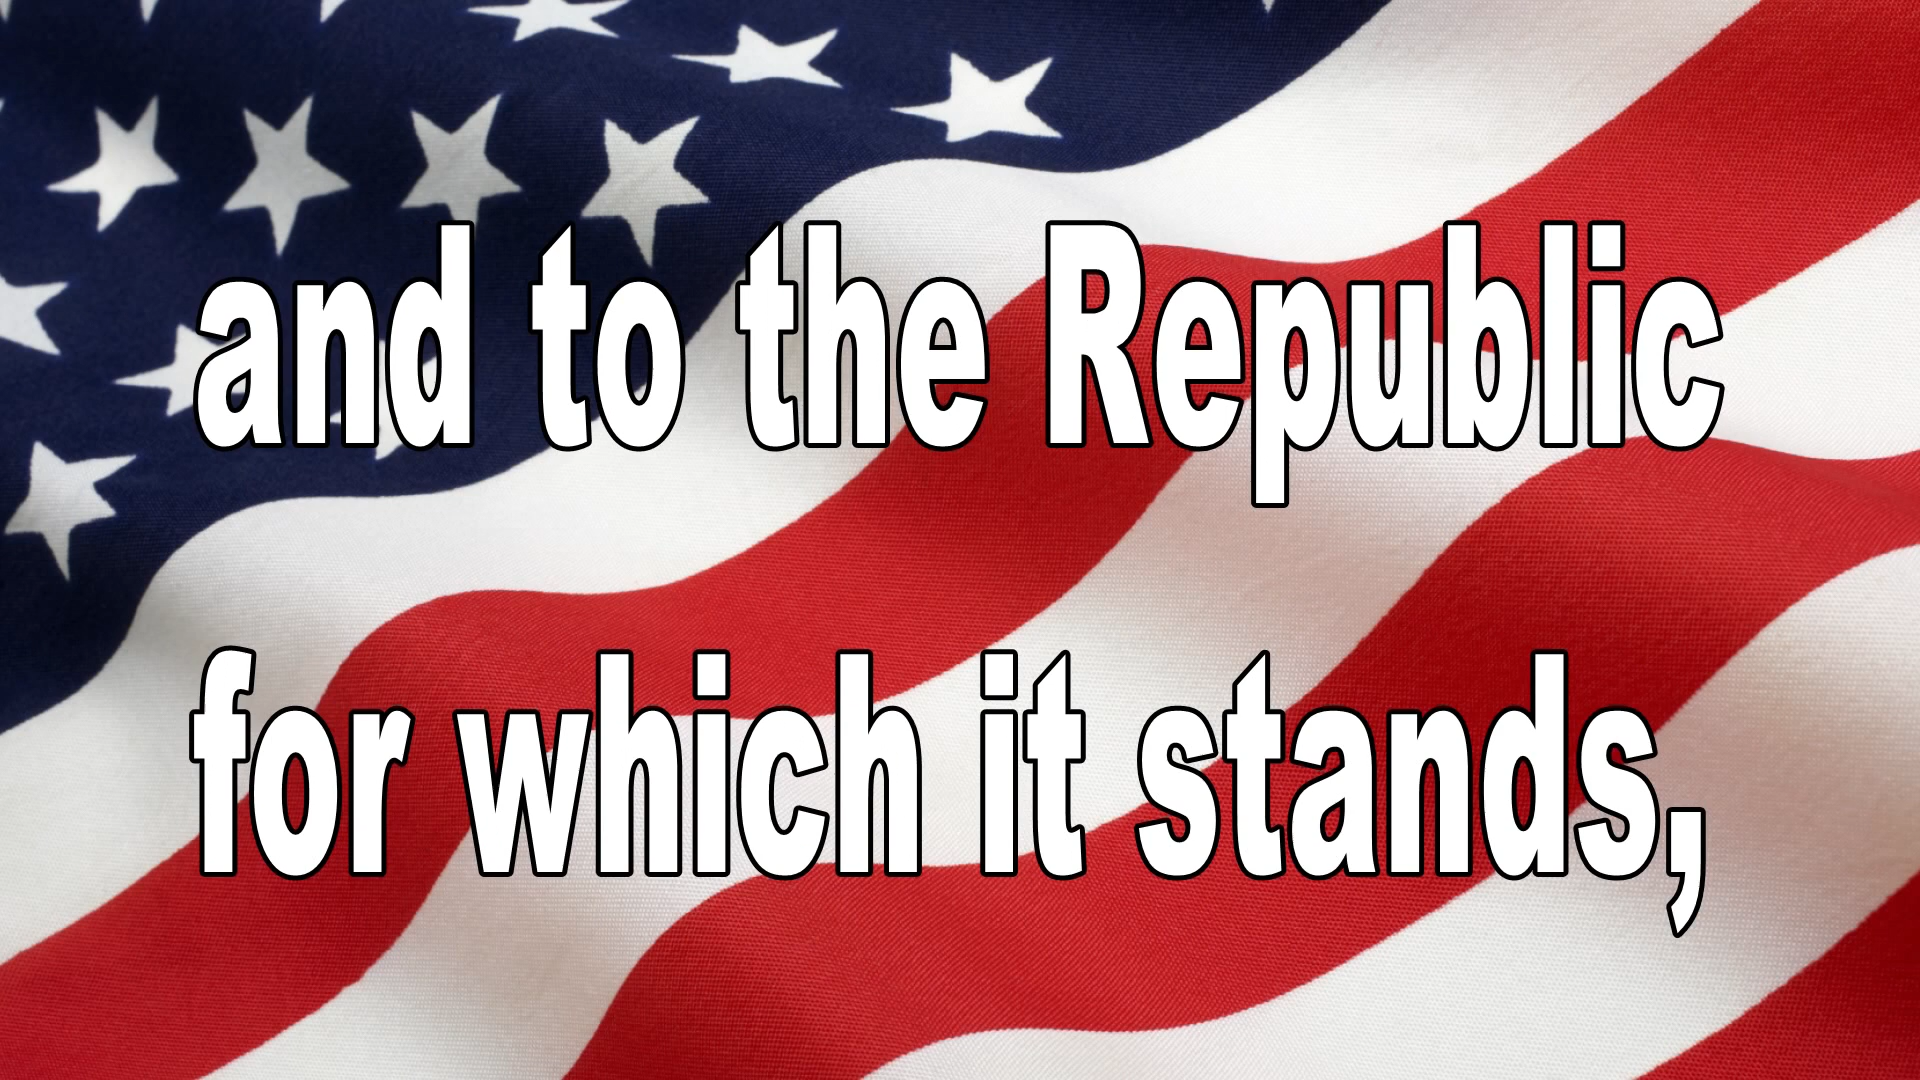 and to the Republic
for which it stands,